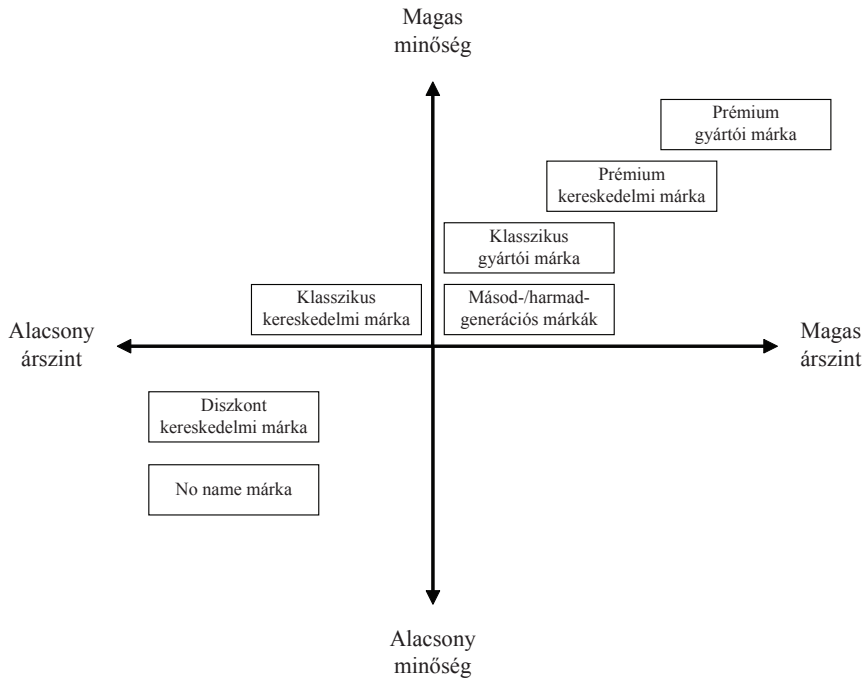 Magas
minőség
Prémium
gyártói márka
Prémium
kereskedelmi márka
Klasszikus
gyártói márka
Klasszikus
kereskedelmi márka
Másod-/harmad-
generációs márkák
Alacsony
árszint
Magas
árszint
Diszkont
kereskedelmi márka
No name márka
Alacsony
minőség